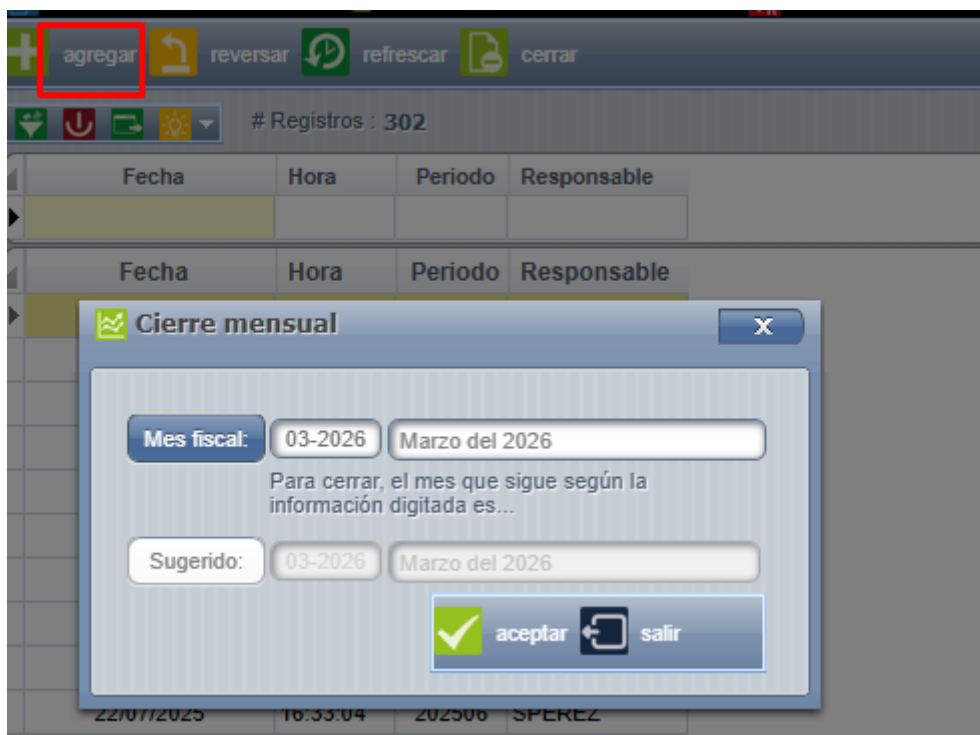 agregar reversar refrescar cerrar
# Registros : 302
Fecha Hora Periodo Responsable
Fecha Hora Periodo Responsable
Cierre mensual X
Mes fiscal: 03-2026 Marzo del 2026
Para cerrar, el mes que sigue según la
información digitada es...
Sugerido: 03-2026 Marzo del 2026
aceptar salir
22/07/2025 16:33:04 202506 SPEREZ